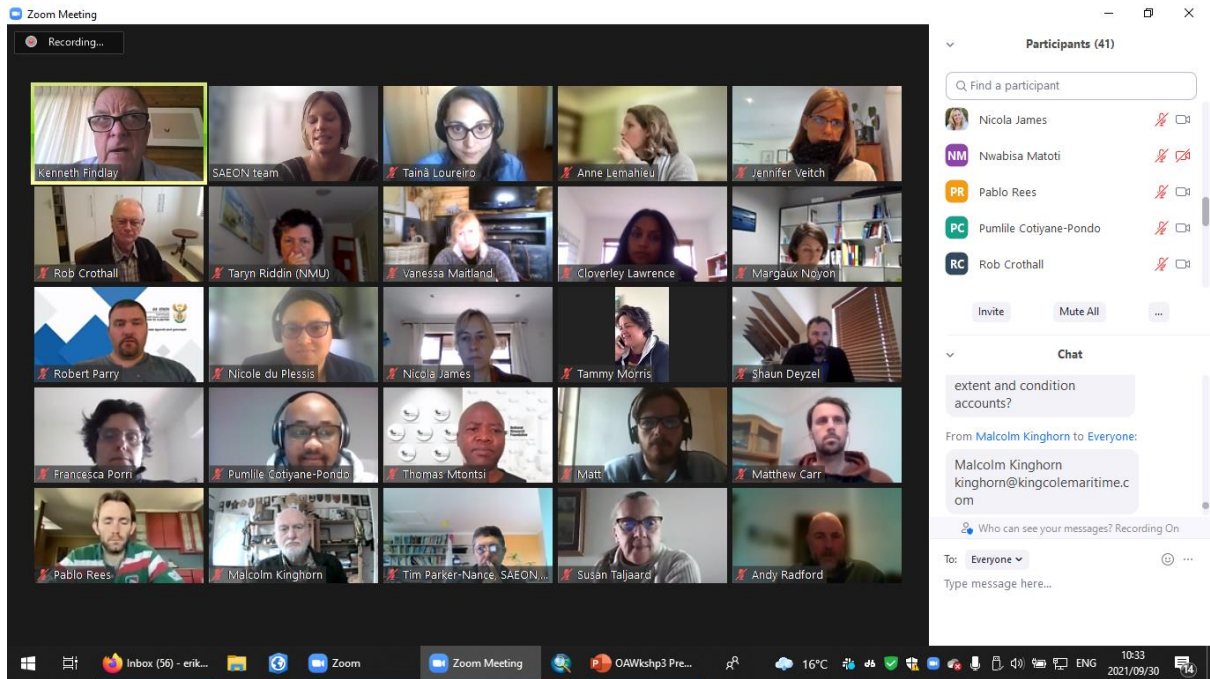 Zoom Meeting
Recording...
Kenneth Findlay
SAEON team
Tainã Loureiro
Anne Lemahieu
Jennifer Veitch
Rob Crothall
Taryn Riddin (NMU)
Vanessa Maitland
Cloverley Lawrence
Margaux Noyon
Robert Parry
Nicole du Plessis
Nicola James
Tammy Morris
Shaun Deyzel
Francesca Porri
Pumlile Cotiyane-Pondo
Thomas Mtontsi
Matt
Matthew Carr
Pablo Rees
Malcolm Kinghorn
Tim Parker-Nance, SAEON,...
Susan Taljaard
Andy Radford
Participants (41)
Find a participant
Nicola James
NM Nwabisa Matoti
PR Pablo Rees
PC Pumlile Cotiyane-Pondo
RC Rob Crothall
Invite Mute All ...
Chat
extent and condition
accounts?
From Malcolm Kinghorn to Everyone:
Malcolm Kinghorn
kinghorn@kingcolemaritime.c
om
Who can see your messages? Recording On
To: Everyone
Type message here...
Inbox (56) - erik...
Zoom
Zoom Meeting
OAWkshp3 Pre...
16°C
ENG
10:33
2021/09/30
14